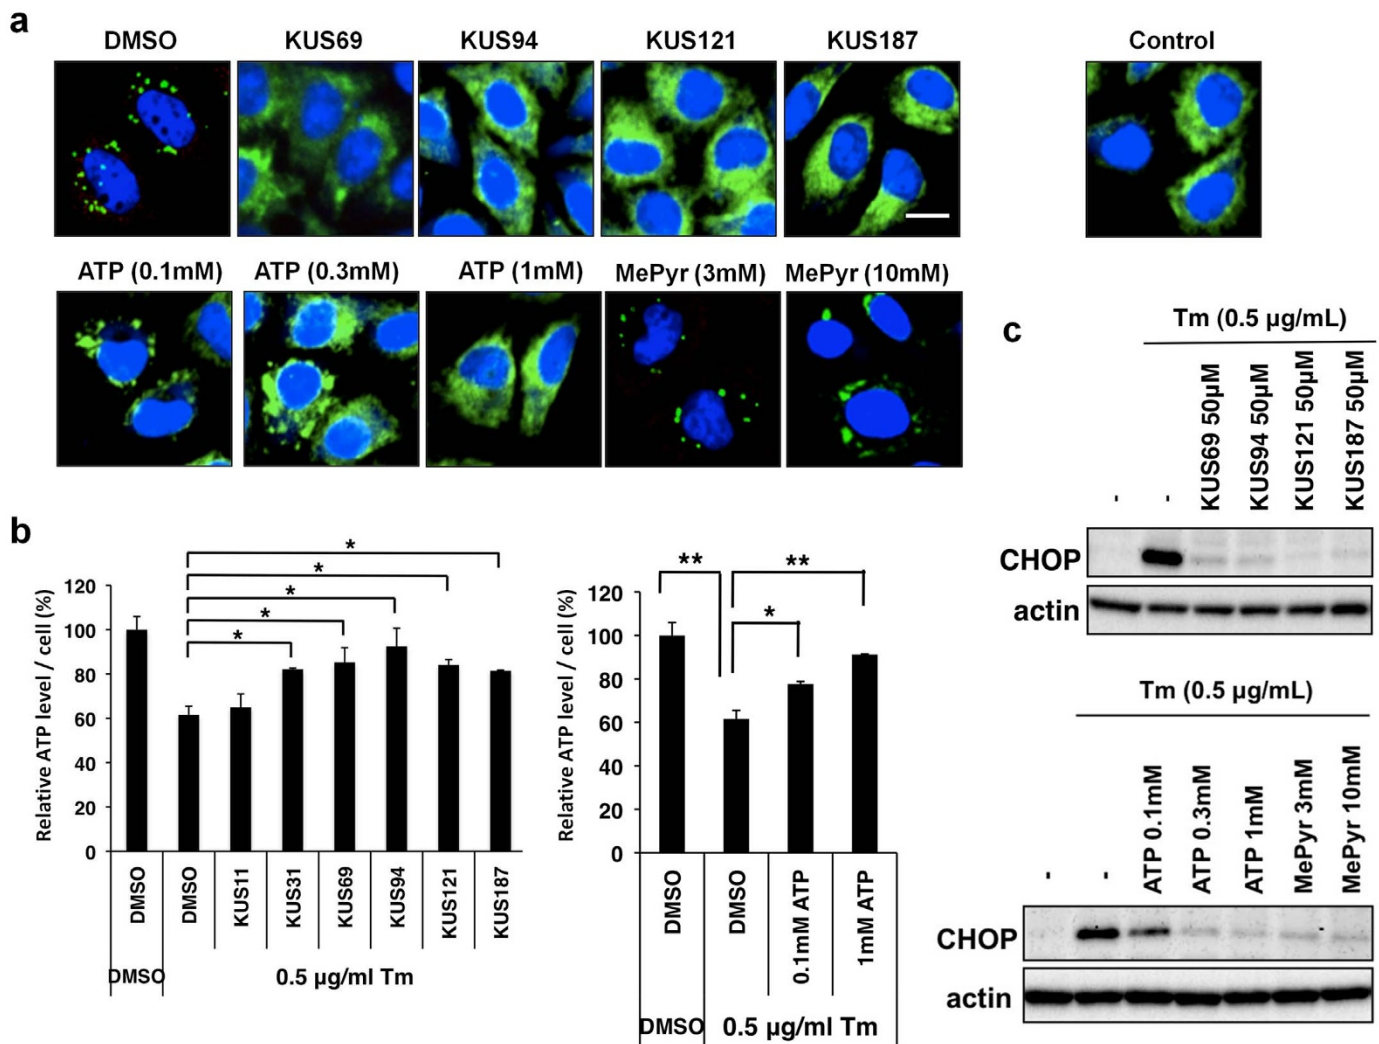 a
DMSO KUS69 KUS94 KUS121 KUS187 Control
ATP (0.1mM) ATP (0.3mM) ATP (1mM) MePyr (3mM) MePyr (10mM)
b
Relative ATP level / cell (%)
120
100
80
60
40
20
0
* * * * *
DMSO DMSO KUS11 KUS31 KUS69 KUS94 KUS121 KUS187
DMSO 0.5 µg/ml Tm
Relative ATP level / cell (%)
120
100
80
60
40
20
0
** * **
DMSO DMSO 0.1mM ATP 1mM ATP
DMSO 0.5 µg/ml Tm
c
Tm (0.5 µg/mL)
- - KUS69 50µM KUS94 50µM KUS121 50µM KUS187 50µM
CHOP
actin
Tm (0.5 µg/mL)
- - ATP 0.1mM ATP 0.3mM ATP 1mM MePyr 3mM MePyr 10mM
CHOP
actin